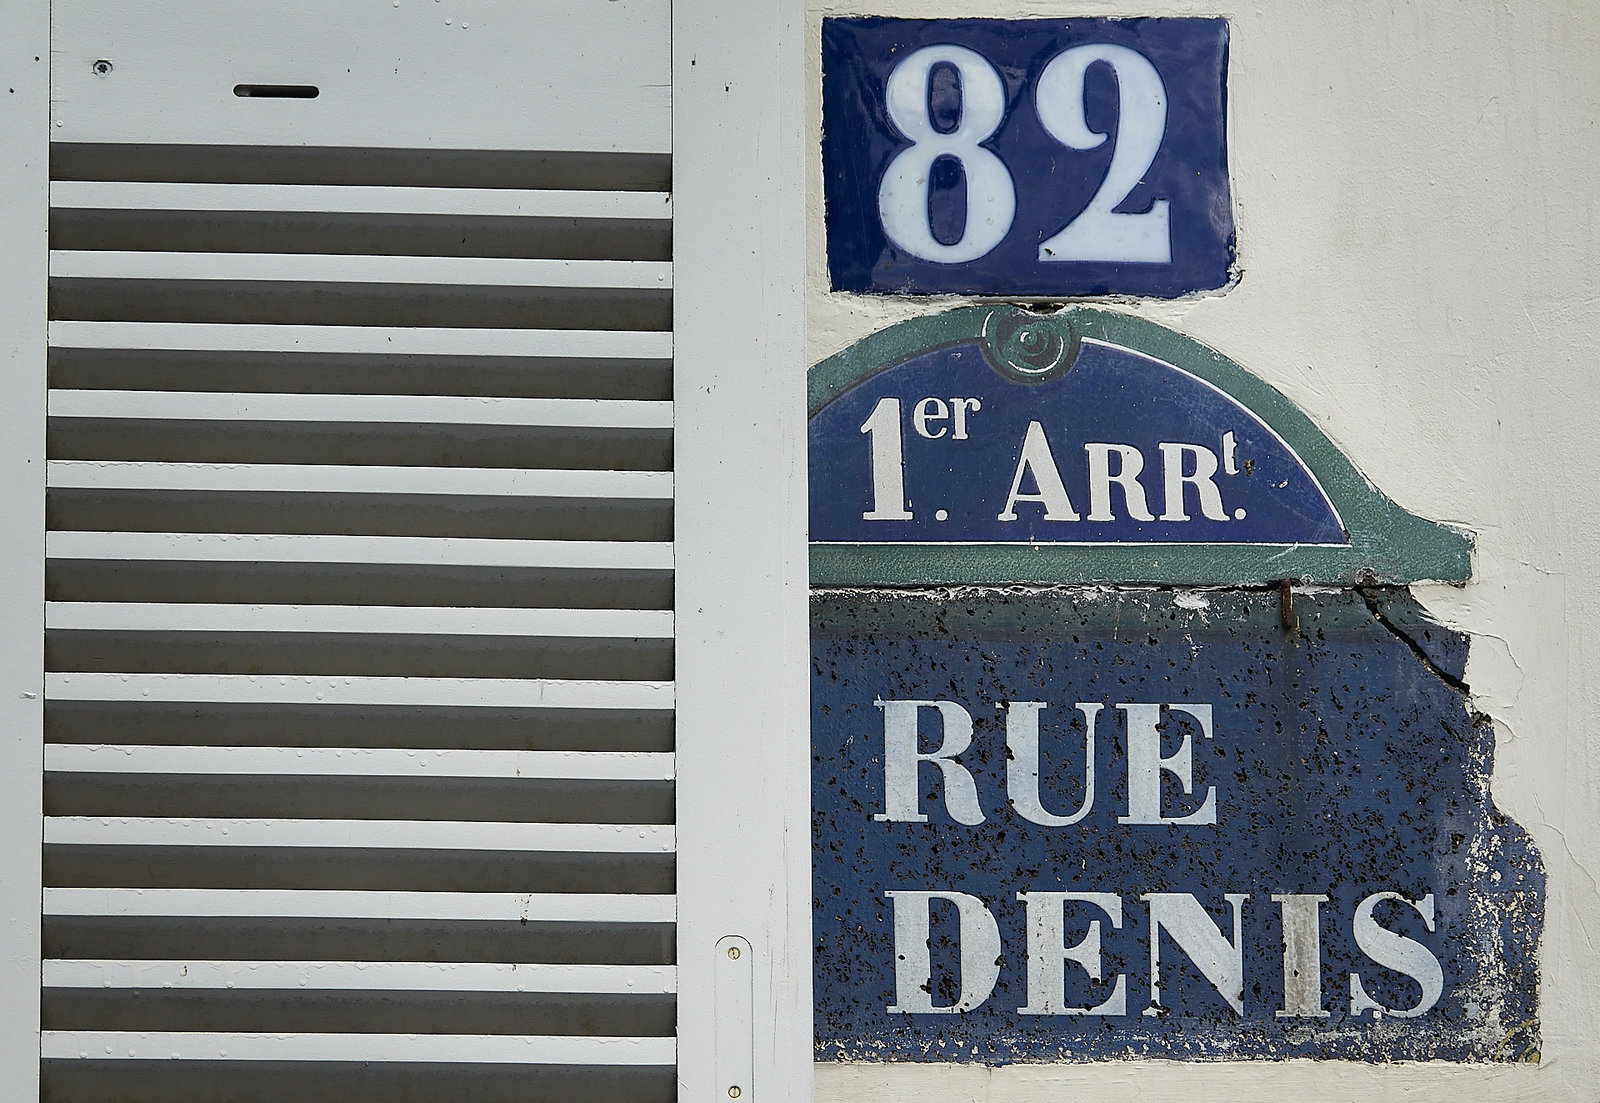 82
1er. ARRt.
RUE
DENIS